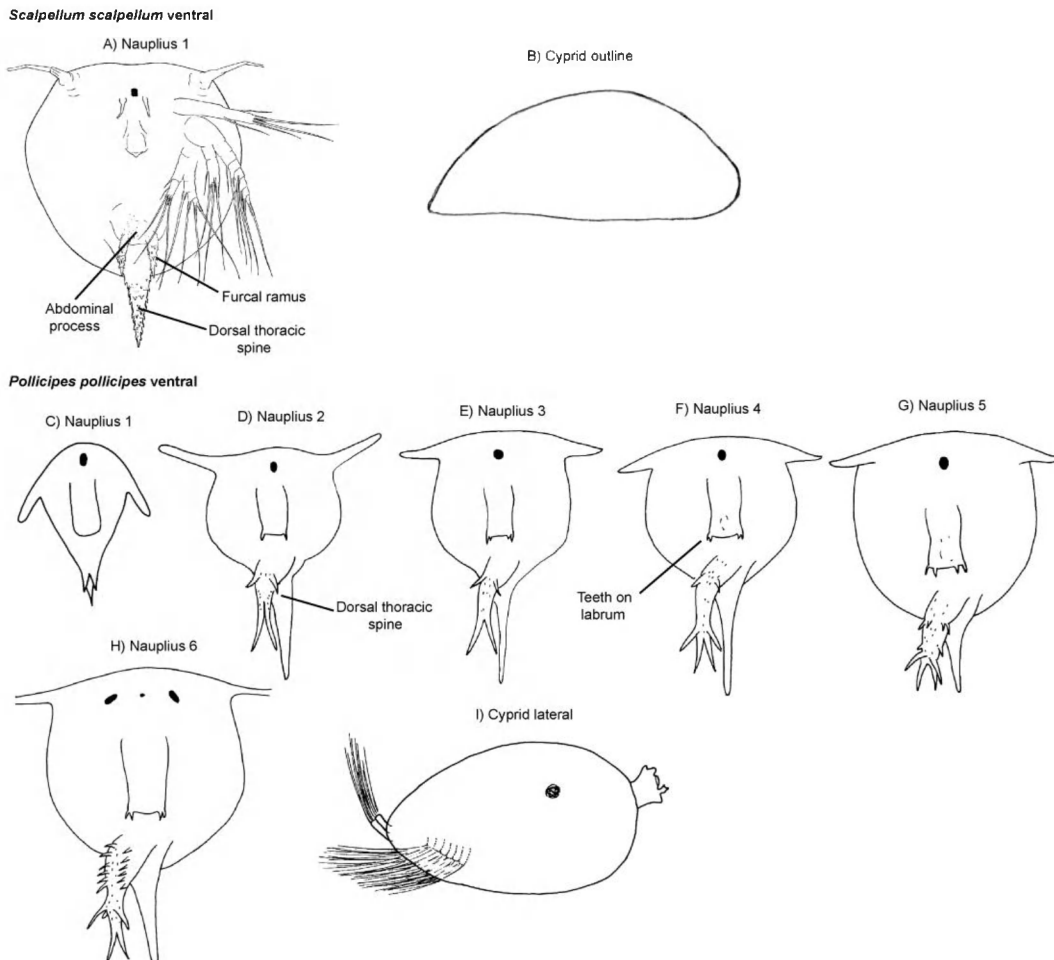 Scalpellum scalpellum ventral
A) Nauplius 1
B) Cyprid outline
Abdominal
process
Furcal ramus
Dorsal thoracic
spine
Pollicipes pollicipes ventral
C) Nauplius 1
D) Nauplius 2
E) Nauplius 3
F) Nauplius 4
G) Nauplius 5
Dorsal thoracic
spine
Teeth on
labrum
H) Nauplius 6
I) Cyprid lateral